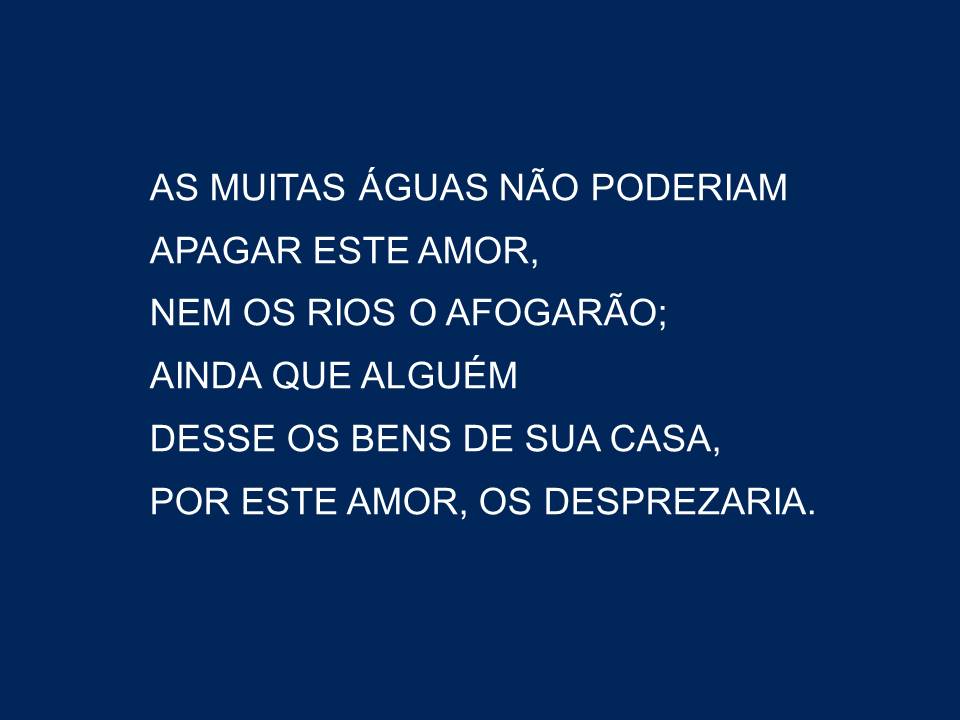 AS MUITAS ÁGUAS NÃO PODERIAM
APAGAR ESTE AMOR,
NEM OS RIOS O AFOGARÃO;
AINDA QUE ALGUÉM
DESSE OS BENS DE SUA CASA,
POR ESTE AMOR, OS DESPREZARIA.